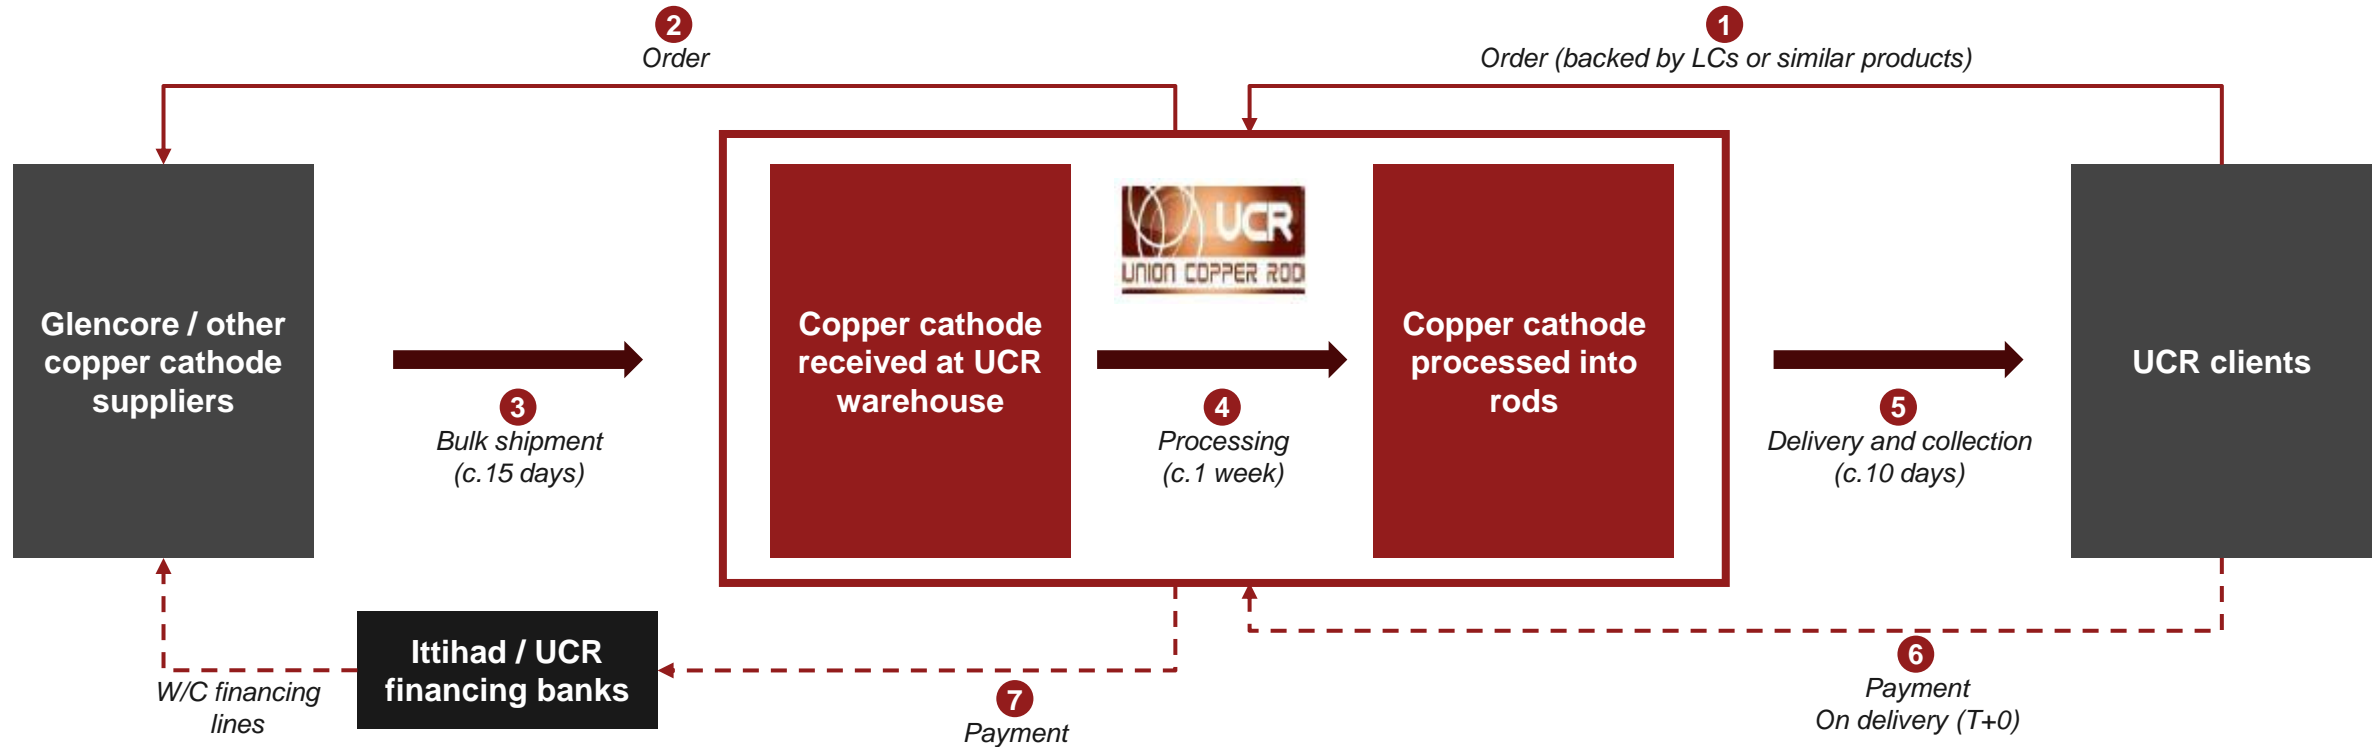 2
Order
1
Order (backed by LCs or similar products)
Glencore / other
copper cathode
suppliers
3
Bulk shipment
(c.15 days)
Copper cathode
received at UCR
warehouse
UCR
UNION COPPER ROD
4
Processing
(c.1 week)
Copper cathode
processed into
rods
5
Delivery and collection
(c.10 days)
UCR clients
W/C financing
lines
Ittihad / UCR
financing banks
7
Payment
6
Payment
On delivery (T+0)